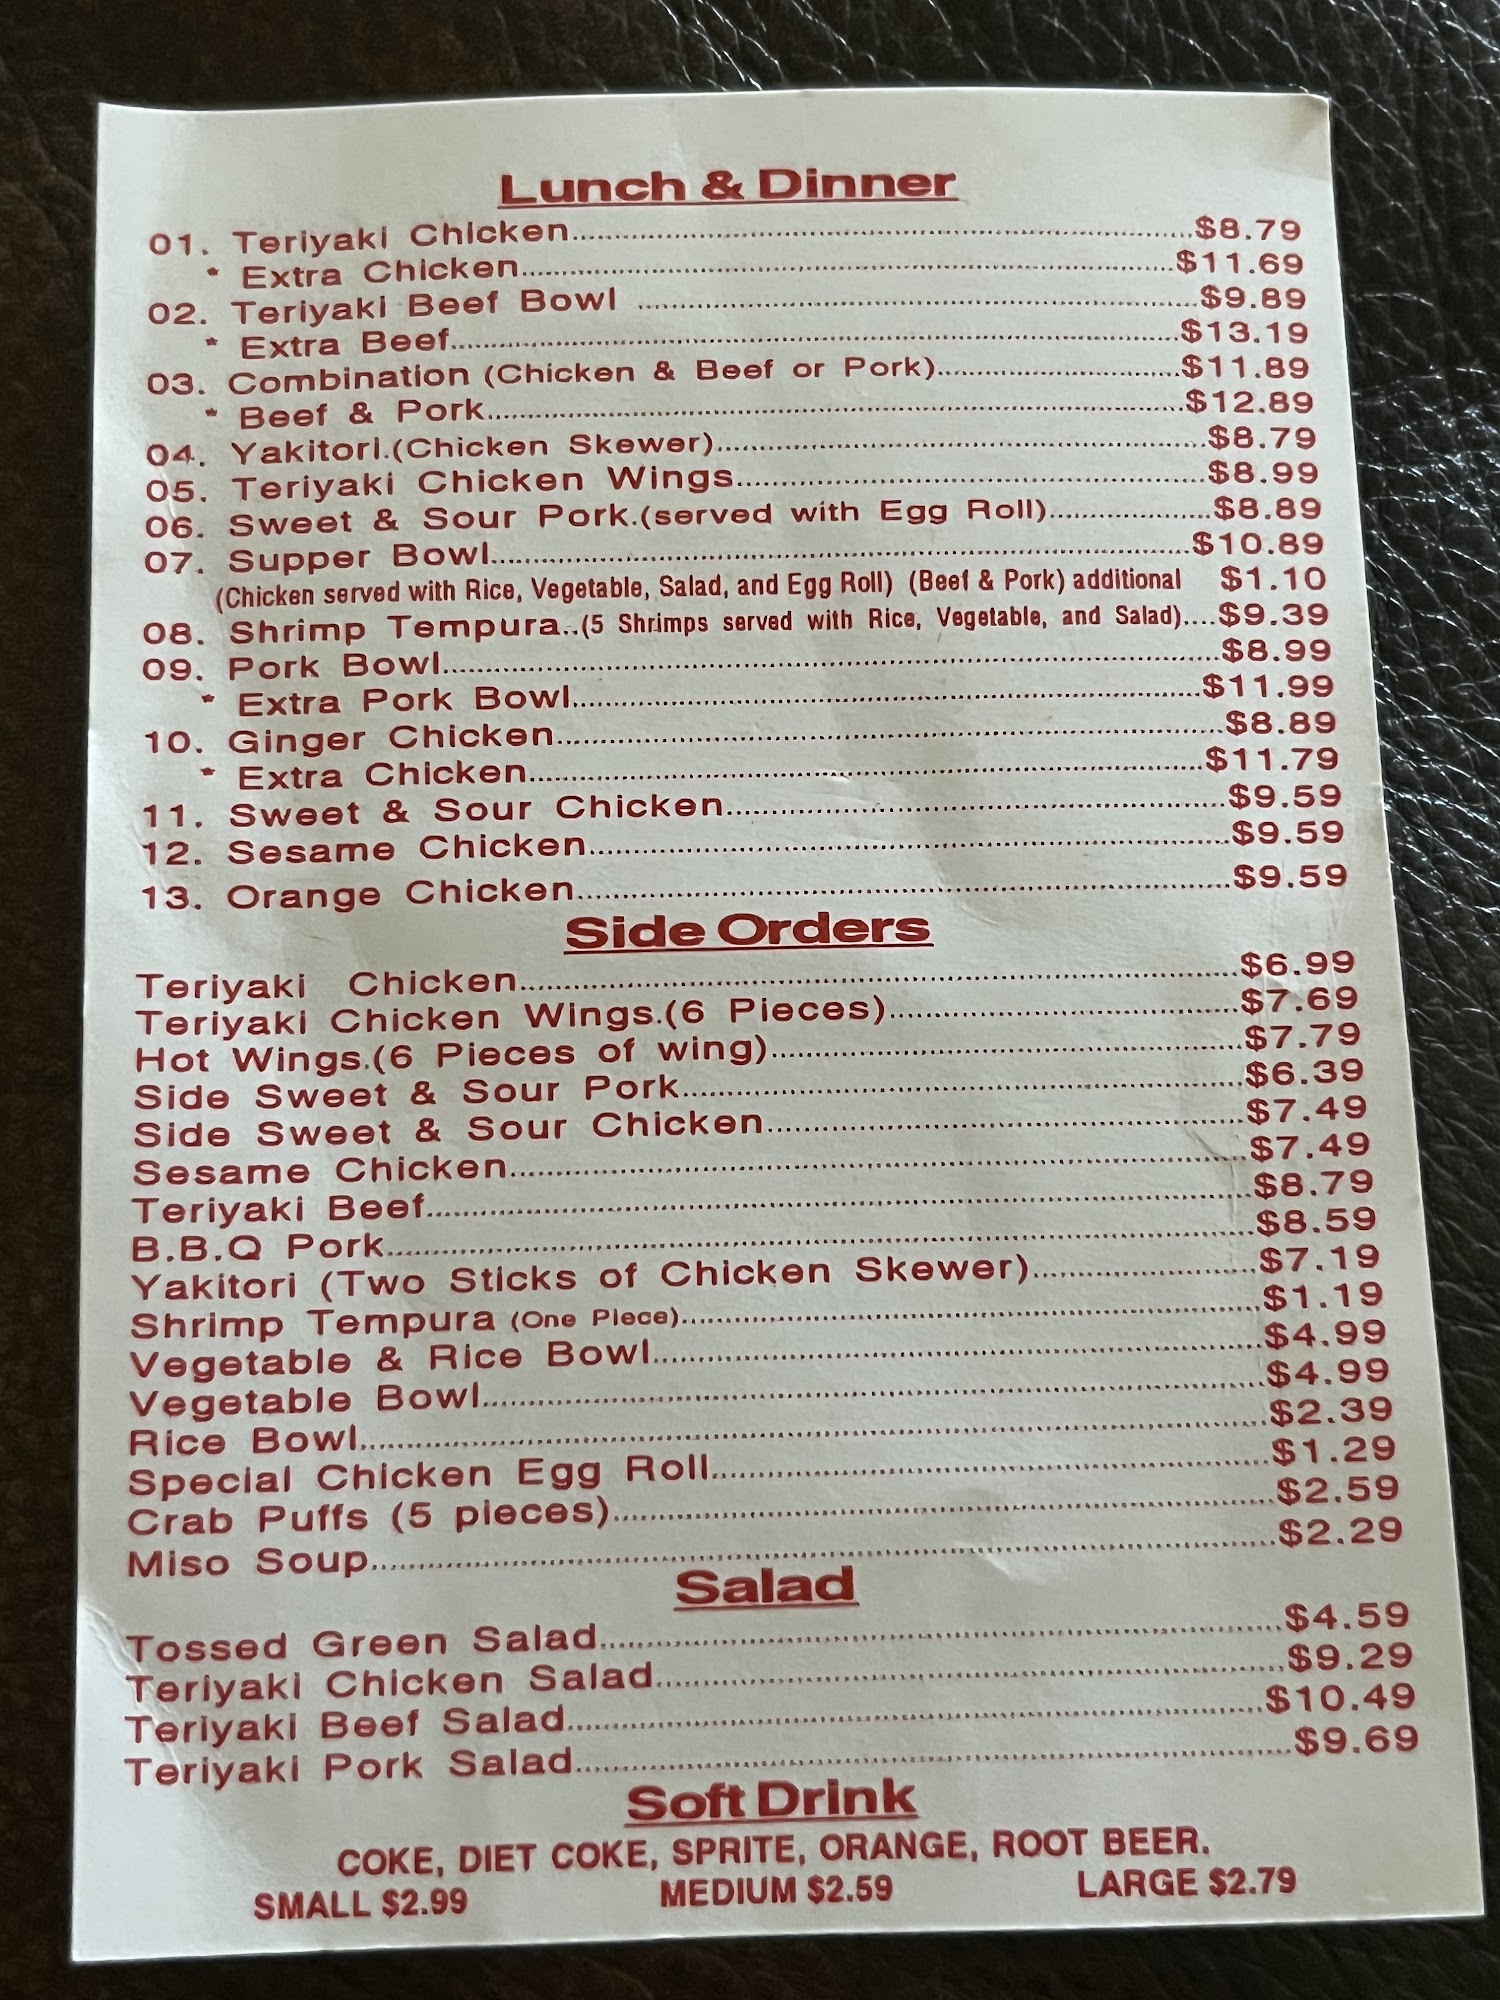 Lunch & Dinner
01. Teriyaki Chicken $8.79
* Extra Chicken $11.69
02. Teriyaki Beef Bowl $9.89
* Extra Beef $13.19
03. Combination (Chicken & Beef or Pork) $11.89
* Beef & Pork $12.89
04. Yakitori.(Chicken Skewer) $8.79
05. Teriyaki Chicken Wings $8.99
06. Sweet & Sour Pork.(served with Egg Roll) $8.89
07. Supper Bowl $10.89
(Chicken served with Rice, Vegetable, Salad, and Egg Roll) (Beef & Pork) additional $1.10
08. Shrimp Tempura..(5 Shrimps served with Rice, Vegetable, and Salad) $9.39
09. Pork Bowl $8.99
* Extra Pork Bowl $11.99
10. Ginger Chicken $8.89
* Extra Chicken $11.79
11. Sweet & Sour Chicken $9.59
12. Sesame Chicken $9.59
13. Orange Chicken $9.59
Side Orders
Teriyaki Chicken $6.99
Teriyaki Chicken Wings.(6 Pieces) $7.69
Hot Wings.(6 Pieces of wing) $7.79
Side Sweet & Sour Pork $6.39
Side Sweet & Sour Chicken $7.49
Sesame Chicken $7.49
Teriyaki Beef $8.79
B.B.Q Pork $8.59
Yakitori (Two Sticks of Chicken Skewer) $7.19
Shrimp Tempura (One Piece) $1.19
Vegetable & Rice Bowl $4.99
Vegetable Bowl $4.99
Rice Bowl $2.39
Special Chicken Egg Roll $1.29
Crab Puffs (5 pieces) $2.59
Miso Soup $2.29
Salad
Tossed Green Salad $4.59
Teriyaki Chicken Salad $9.29
Teriyaki Beef Salad $10.49
Teriyaki Pork Salad $9.69
Soft Drink
COKE, DIET COKE, SPRITE, ORANGE, ROOT BEER.
SMALL $2.99 MEDIUM $2.59 LARGE $2.79